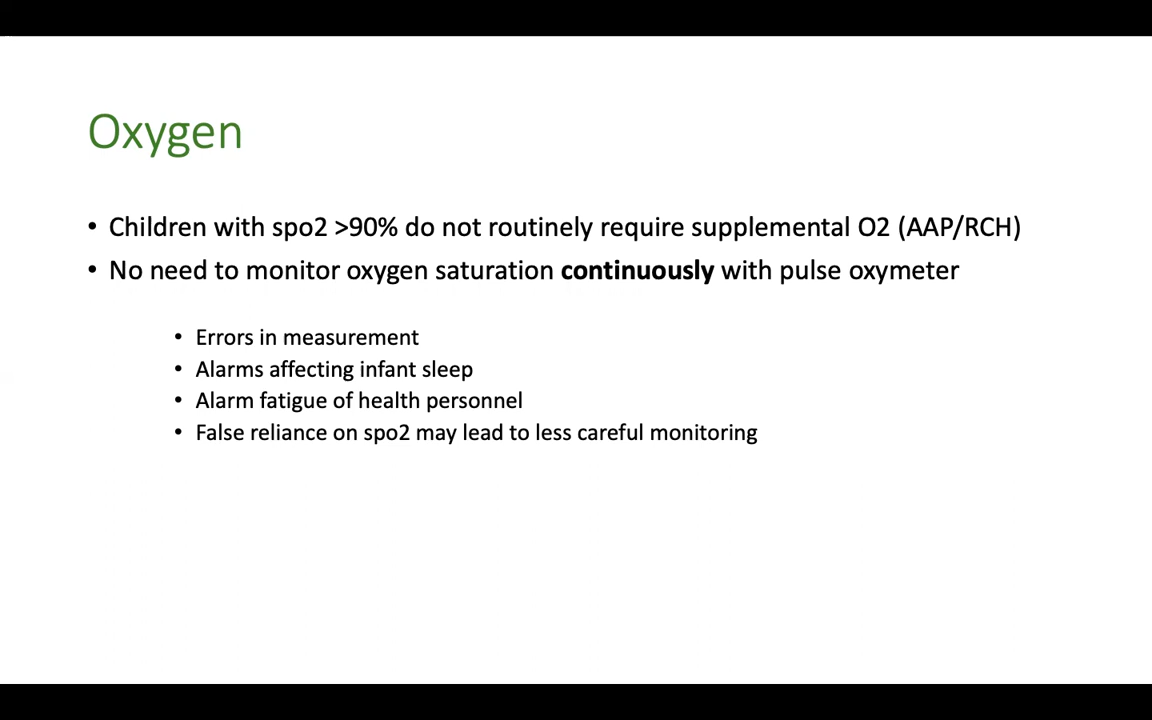 Oxygen
• Children with spo2 >90% do not routinely require supplemental O2 (AAP/RCH)
• No need to monitor oxygen saturation continuously with pulse oxymeter
• Errors in measurement
• Alarms affecting infant sleep
• Alarm fatigue of health personnel
• False reliance on spo2 may lead to less careful monitoring